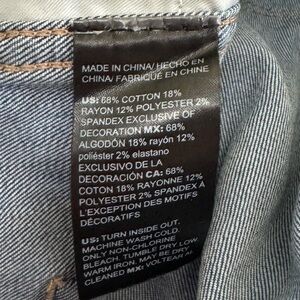 MADE IN CHINA/ HECHO EN
CHINA/ FABRIQUÉ EN CHINE
US: 68% COTTON 18%
RAYON 12% POLYESTER 2%
SPANDEX EXCLUSIVE OF
DECORATION MX: 68%
ALGODÓN 18% rayón 12%
poliéster 2% elastano
EXCLUSIVO DE LA
DECORACIÓN CA: 68%
COTON 18% RAYONNE 12%
POLYESTER 2% SPANDEX À
L'EXCEPTION DES MOTIFS
DÉCORATIFS
US: TURN INSIDE OUT.
MACHINE WASH COLD.
ONLY NON-CHLORINE
BLEACH. TUMBLE DRY LOW
WARM IRON. MAY BE DRY
CLEANED MX: VOLTEAR AL